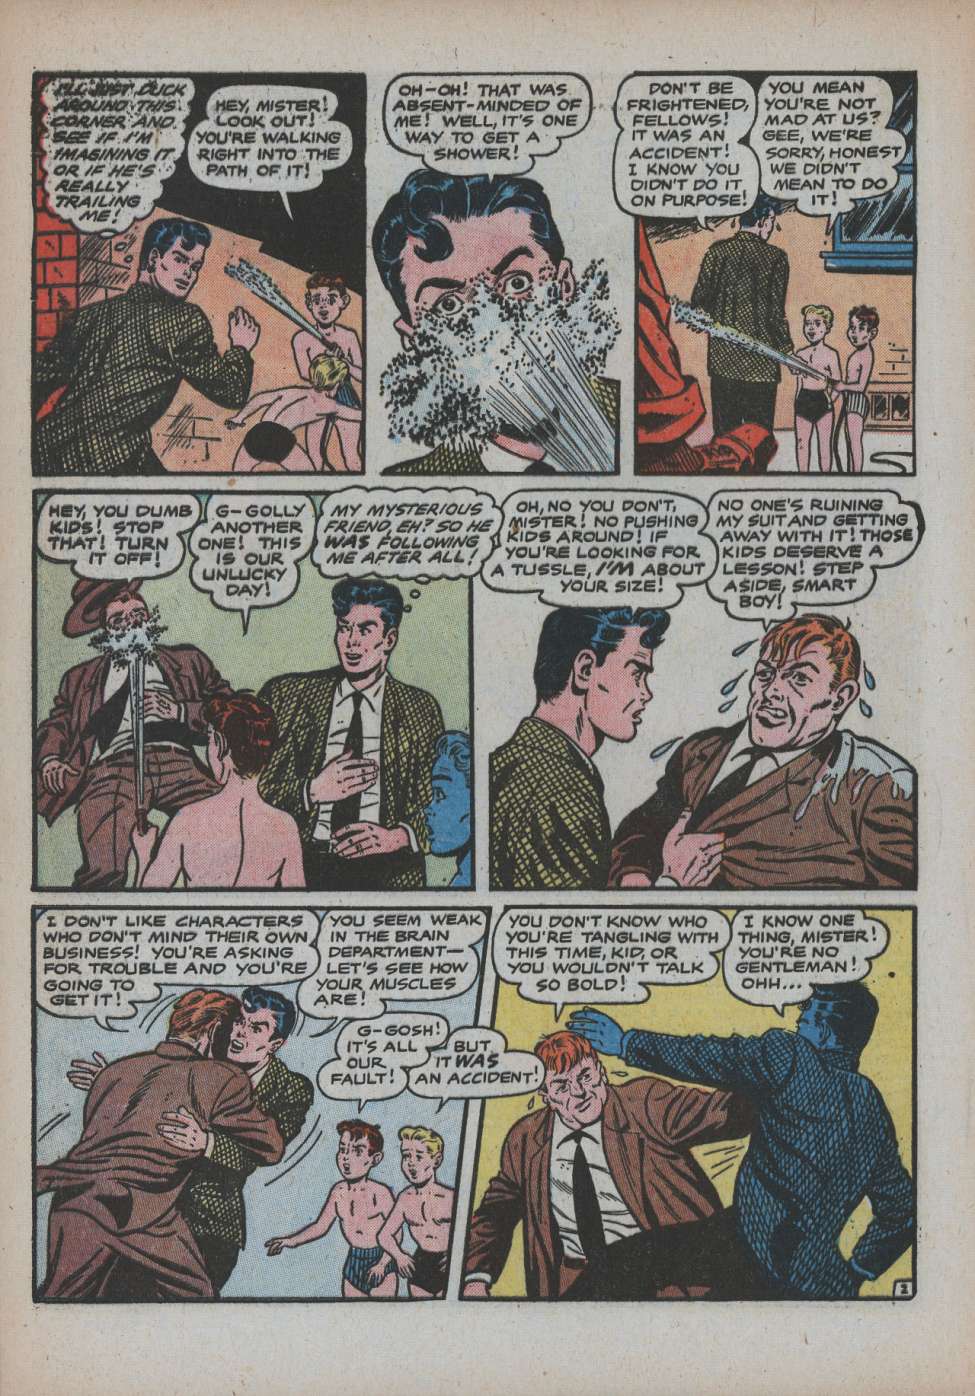 I'LL JUST DUCK
AROUND THIS
CORNER AND
SEE IF I'M
IMAGINING IT
OR IF HE'S
REALLY
TRAILING
ME!
HEY, MISTER!
LOOK OUT!
YOU'RE WALKING
RIGHT INTO THE
PATH OF IT!
OH-OH! THAT WAS
ABSENT-MINDED OF
ME! WELL, IT'S ONE
WAY TO GET A
SHOWER!
DON'T BE
FRIGHTENED,
FELLOWS!
IT WAS AN
ACCIDENT!
I KNOW YOU
DIDN'T DO IT
ON PURPOSE!
YOU MEAN
YOU'RE NOT
MAD AT US?
GEE, WE'RE
SORRY, HONEST
WE DIDN'T
MEAN TO DO
IT!
HEY, YOU DUMB
KIDS! STOP
THAT! TURN
IT OFF!
G-GOLLY
ANOTHER
ONE! THIS
IS OUR
UNLUCKY
DAY!
MY MYSTERIOUS
FRIEND, EH? SO HE
WAS FOLLOWING
ME AFTER ALL!
OH, NO YOU DON'T,
MISTER! NO PUSHING
KIDS AROUND! IF
YOU'RE LOOKING FOR
A TUSSLE, I'M ABOUT
YOUR SIZE!
NO ONE'S RUINING
MY SUIT AND GETTING
AWAY WITH IT! THOSE
KIDS DESERVE A
LESSON! STEP
ASIDE, SMART
BOY!
I DON'T LIKE CHARACTERS
WHO DON'T MIND THEIR OWN
BUSINESS! YOU'RE ASKING
FOR TROUBLE AND YOU'RE
GOING TO
GET IT!
YOU SEEM WEAK
IN THE BRAIN
DEPARTMENT—
LET'S SEE HOW
YOUR MUSCLES
ARE!
G-GOSH!
IT'S ALL
OUR
FAULT!
—BUT
IT WAS
AN ACCIDENT!
YOU DON'T KNOW WHO
YOU'RE TANGLING WITH
THIS TIME, KID, OR
YOU WOULDN'T TALK
SO BOLD!
I KNOW ONE
THING, MISTER!
YOU'RE NO
GENTLEMAN!
OHH...
2